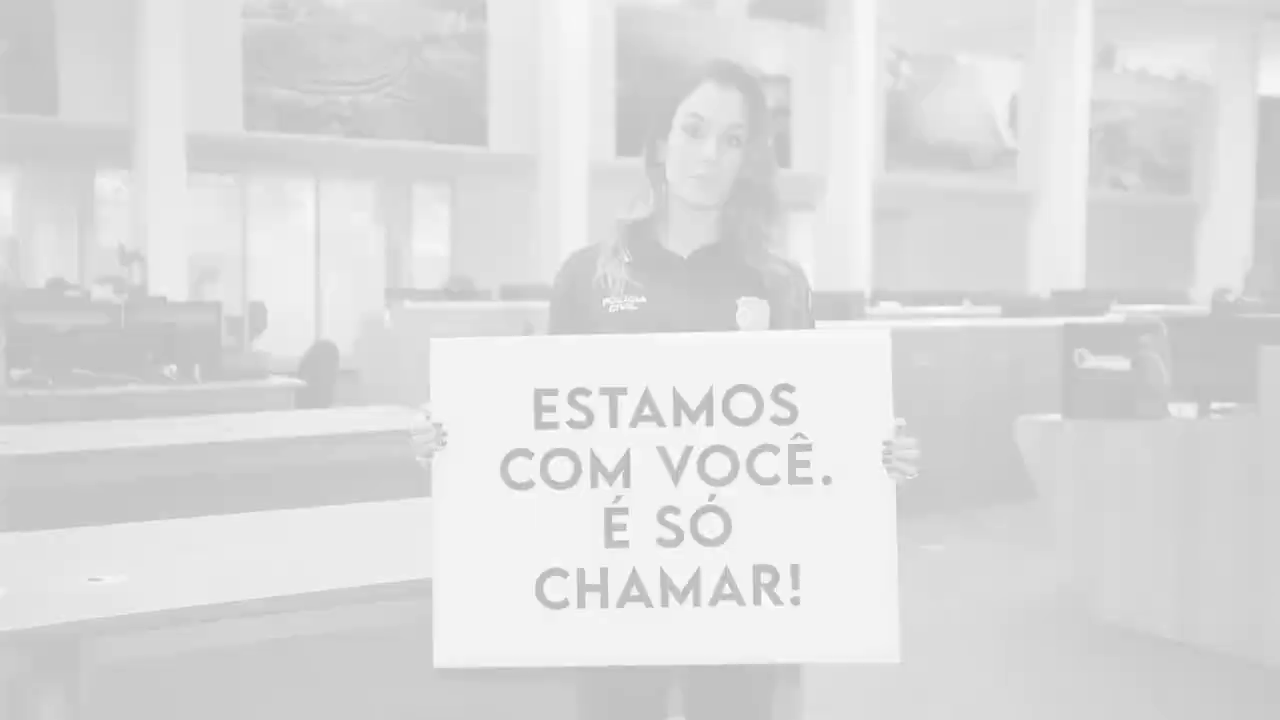 POLÍCIA
CIVIL
ESTAMOS
COM VOCÊ.
É SÓ
CHAMAR!